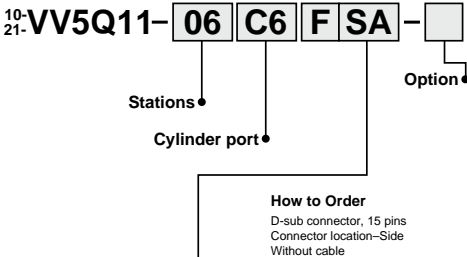 10-
21-VV5Q11-06 C6 F SA-
Option
Stations
Cylinder port
How to Order
D-sub connector, 15 pins
Connector location–Side
Without cable